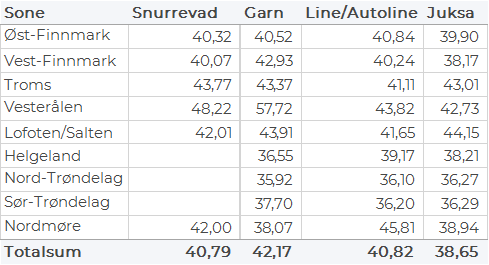 Sone Snurrevad Garn Line/Autoline Juksa
Øst-Finnmark 40,32 40,52 40,84 39,90
Vest-Finnmark 40,07 42,93 40,24 38,17
Troms 43,77 43,37 41,11 43,01
Vesterålen 48,22 57,72 43,82 42,73
Lofoten/Salten 42,01 43,91 41,65 44,15
Helgeland 36,55 39,17 38,21
Nord-Trøndelag 35,92 36,10 36,27
Sør-Trøndelag 37,70 36,20 36,29
Nordmøre 42,00 38,07 45,81 38,94
Totalsum 40,79 42,17 40,82 38,65